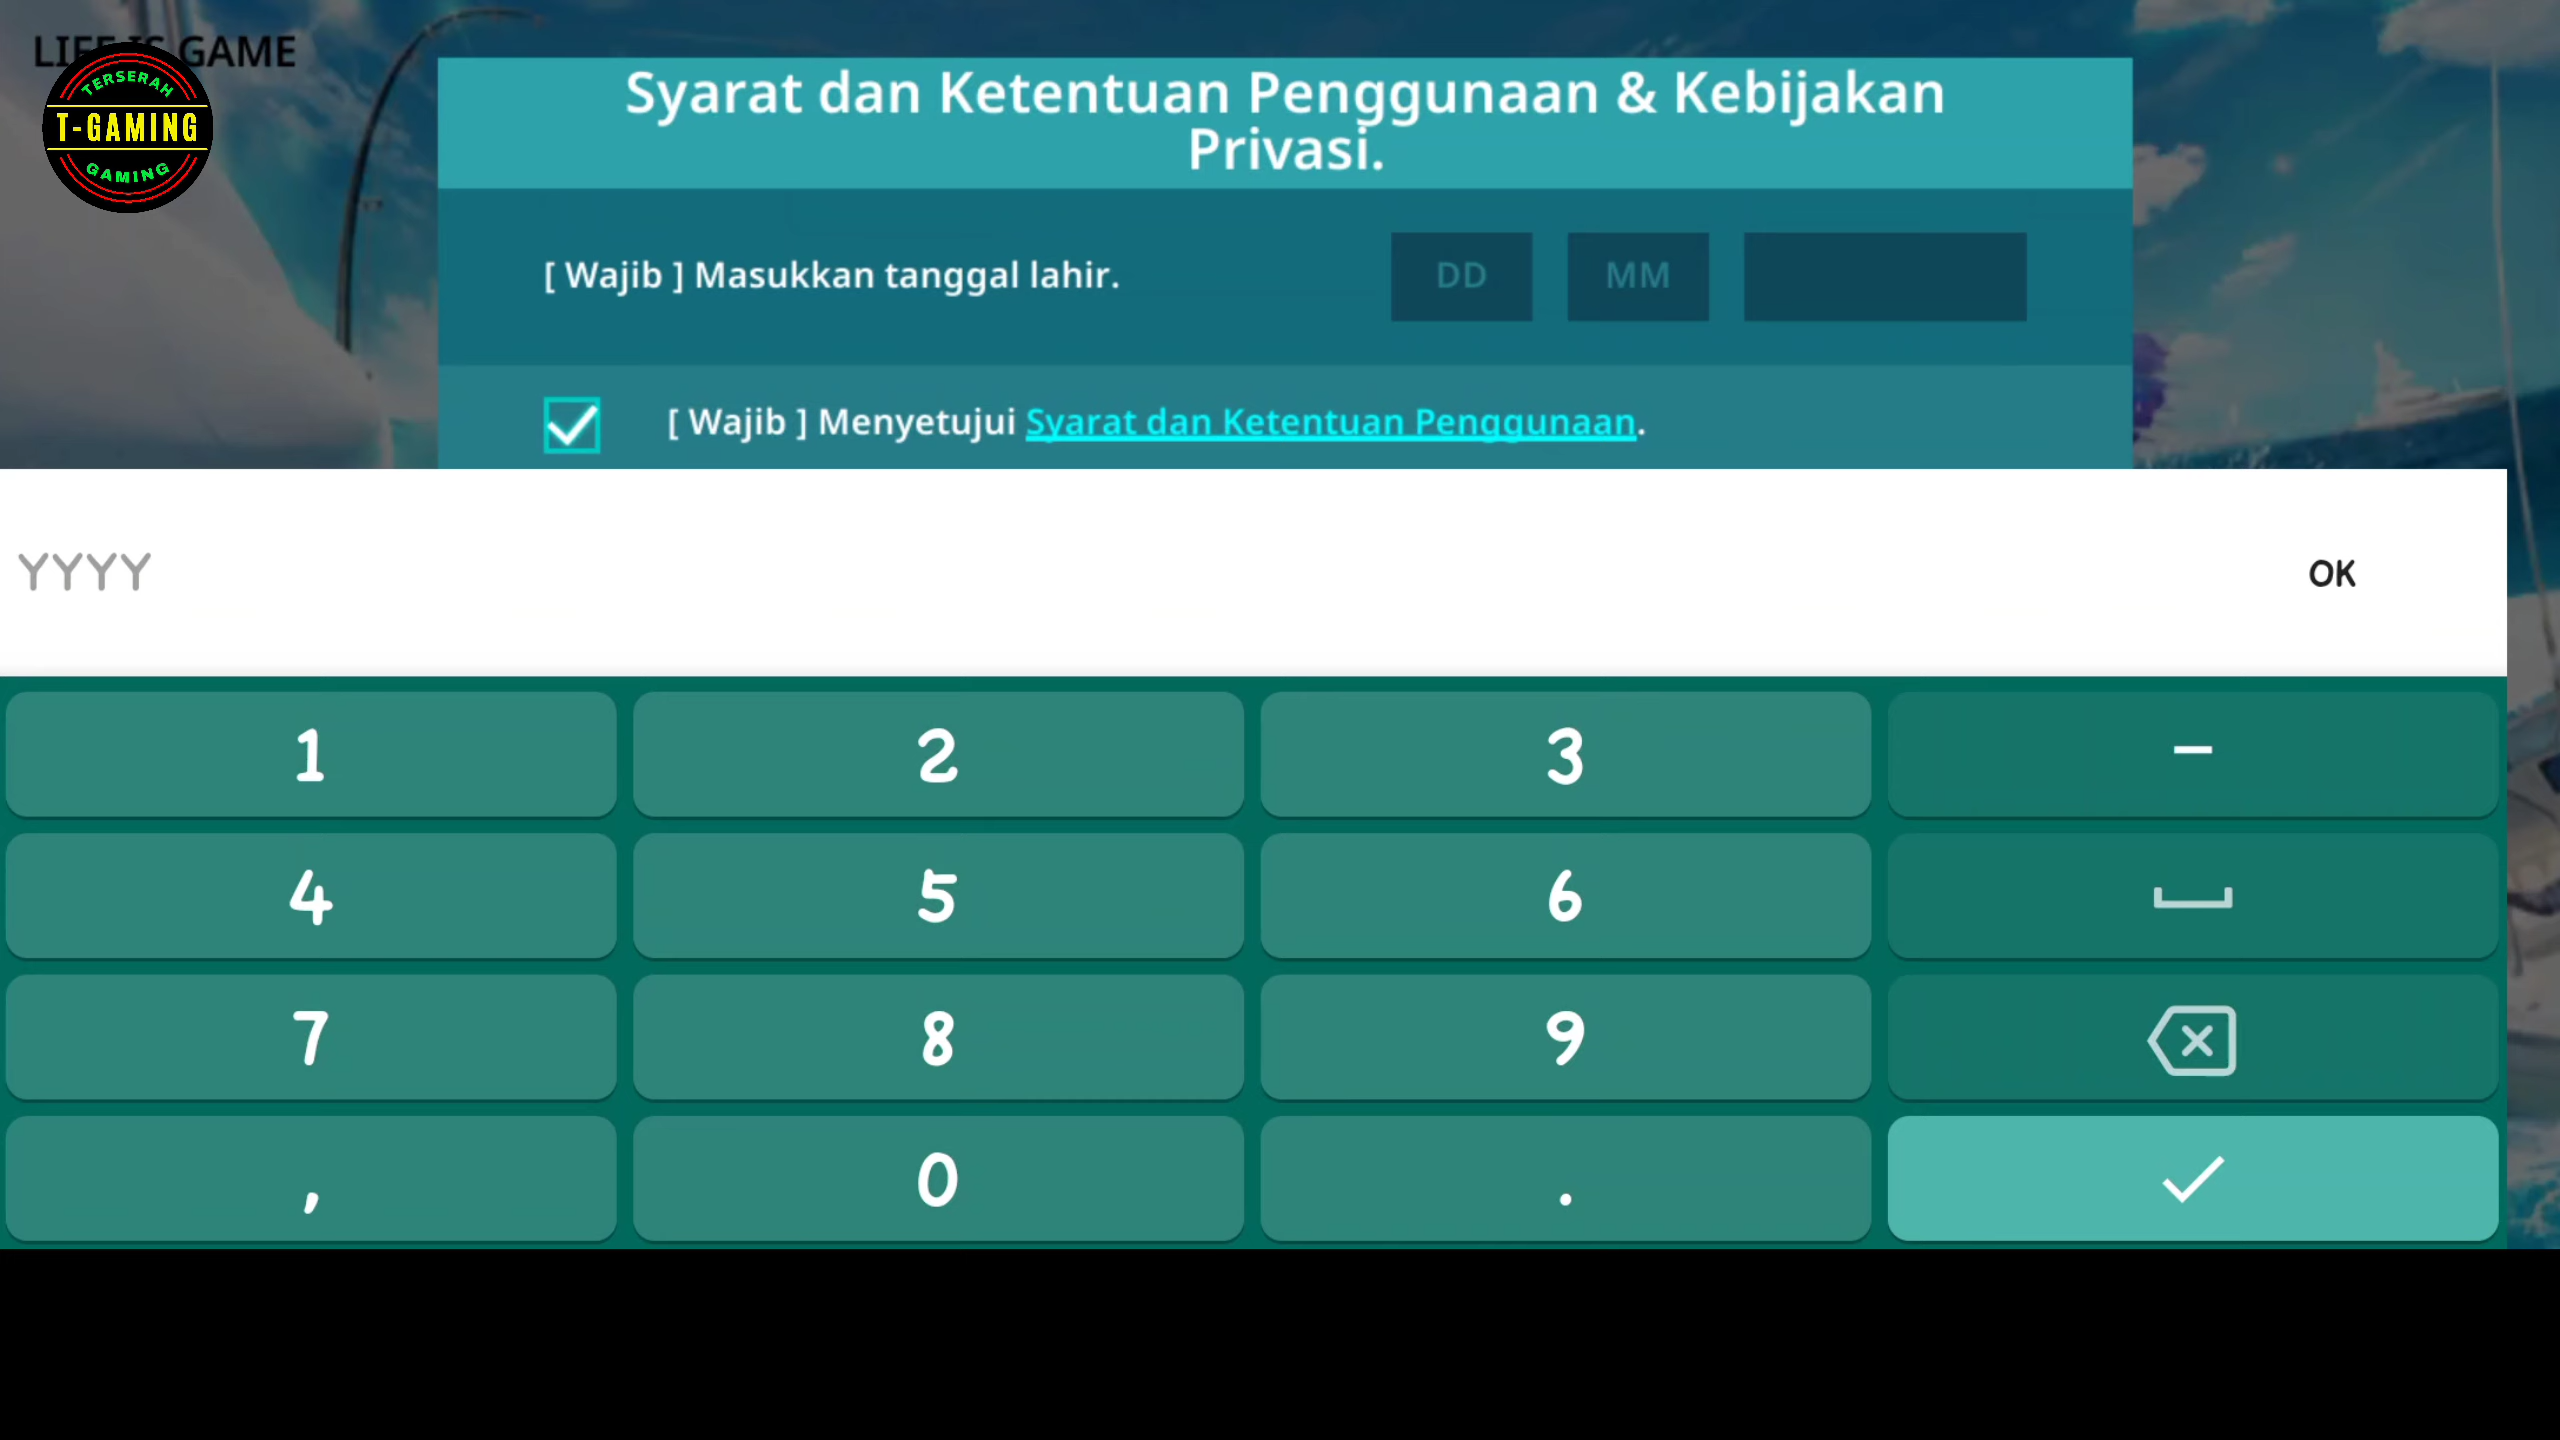 LIFE IS GAME
TERSERAH
T-GAMING
GAMING
Syarat dan Ketentuan Penggunaan & Kebijakan
Privasi.
[ Wajib ] Masukkan tanggal lahir.
DD
MM
[ Wajib ] Menyetujui Syarat dan Ketentuan Penggunaan.
YYYY
OK
1 2 3 –
4 5 6
7 8 9
, 0 .